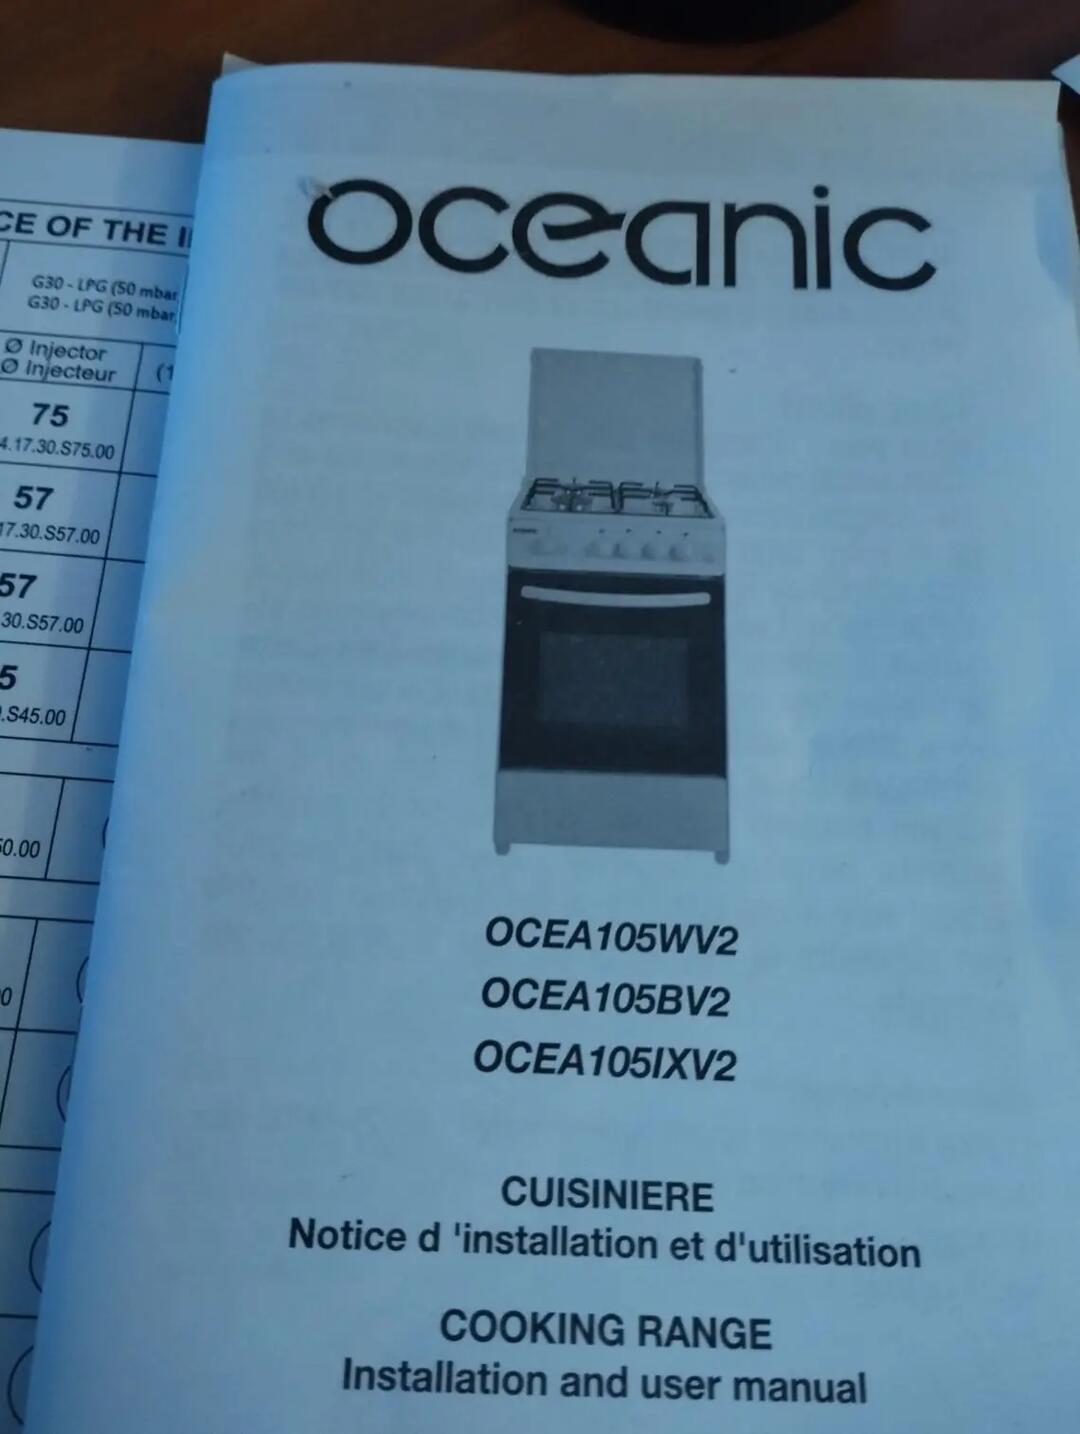 CE OF THE
G30 - LPG (50 mbar
G30 - LPG (50 mbar
Ø Injector
Ø Injecteur
(1
75
4.17.30.S75.00
57
17.30.S57.00
57
30.S57.00
5
.S45.00
0.00
oceanic
OCEA105WV2
OCEA105BV2
OCEA105IXV2
CUISINIERE
Notice d 'installation et d'utilisation
COOKING RANGE
Installation and user manual